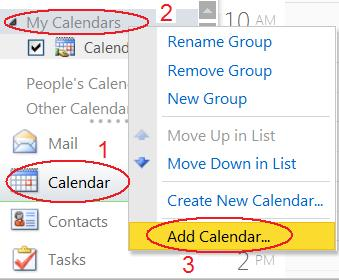 My Calendars
2
10 AM
Calend
People's Calen
Other Calendar
Mail
1
Calendar
Contacts
Tasks
Rename Group
Remove Group
New Group
Move Up in List
Move Down in List
Create New Calendar...
Add Calendar...
3
2 PM